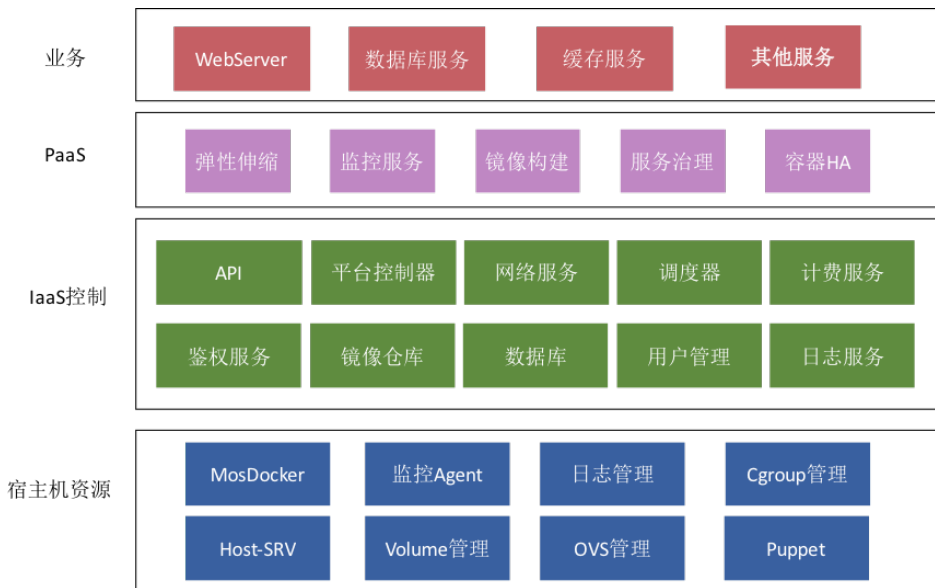 业务
WebServer
数据库服务
缓存服务
其他服务
PaaS
弹性伸缩
监控服务
镜像构建
服务治理
容器HA
IaaS控制
API
平台控制器
网络服务
调度器
计费服务
鉴权服务
镜像仓库
数据库
用户管理
日志服务
宿主机资源
MosDocker
监控Agent
日志管理
Cgroup管理
Host-SRV
Volume管理
OVS管理
Puppet